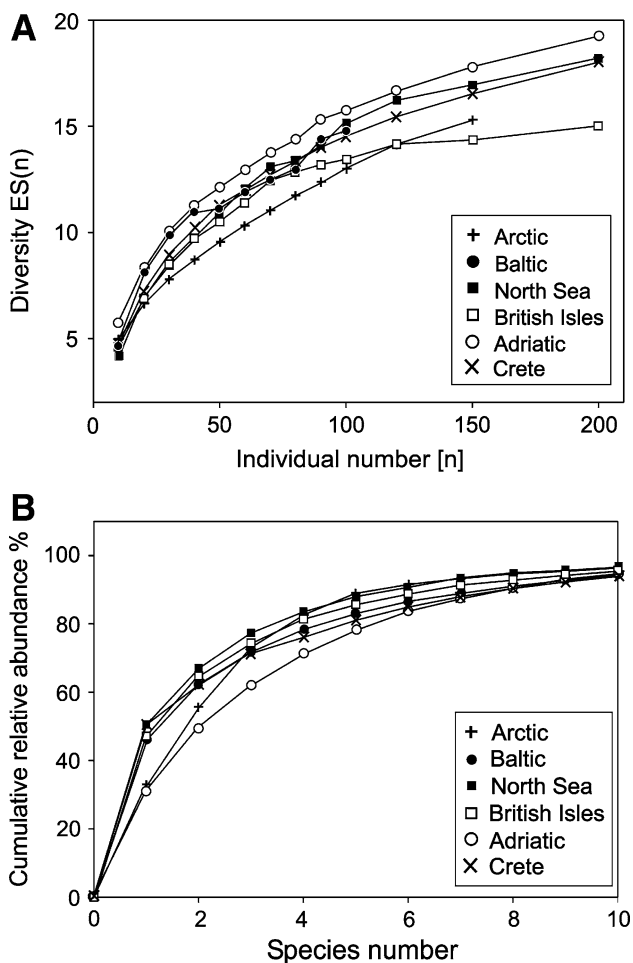 A
20
15
10
5
Diversity ES(n)
Arctic
Baltic
North Sea
British Isles
Adriatic
Crete
0 50 100 150 200
Individual number [n]
B
100
80
60
40
20
0
Cumulative relative abundance %
Arctic
Baltic
North Sea
British Isles
Adriatic
Crete
0 2 4 6 8 10
Species number